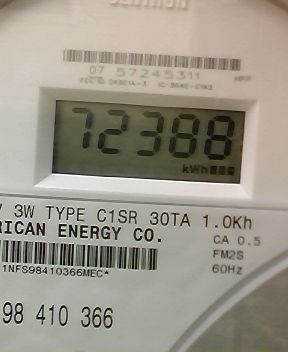 CENTRON
07 57245311
72388
kWh
V 3W TYPE C1SR 30TA 1.0Kh
RICAN ENERGY CO.
CA 0.5
FM2S
60Hz
1NFS98410366MEC*
98 410 366